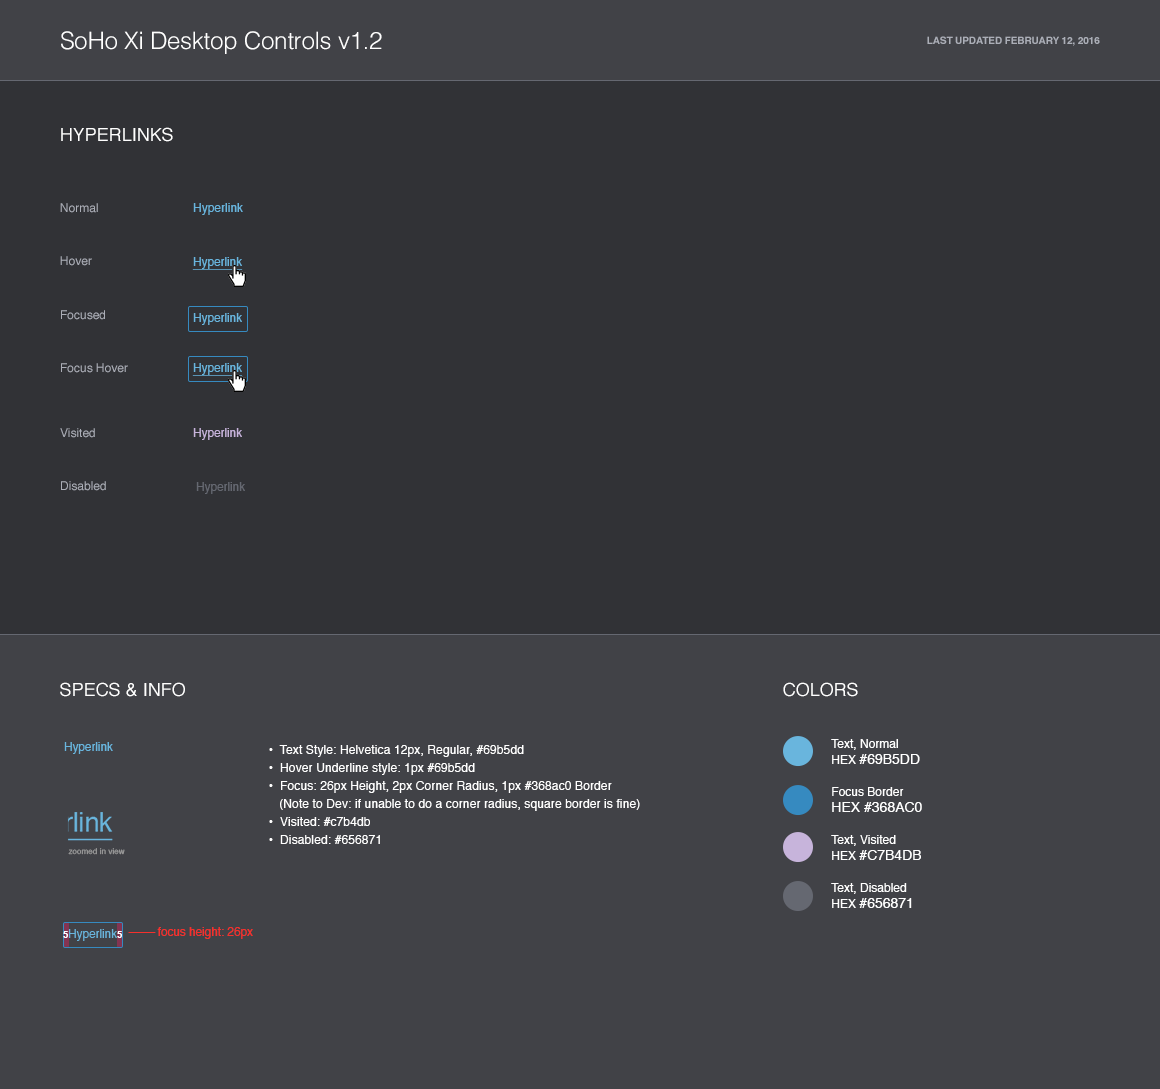 SoHo Xi Desktop Controls v1.2
LAST UPDATED FEBRUARY 12, 2016
HYPERLINKS
Normal Hyperlink
Hover Hyperlink
Focused Hyperlink
Focus Hover Hyperlink
Visited Hyperlink
Disabled Hyperlink
SPECS & INFO
Hyperlink
rlink
zoomed in view
5Hyperlink5 focus height: 26px
• Text Style: Helvetica 12px, Regular, #69b5dd
• Hover Underline style: 1px #69b5dd
• Focus: 26px Height, 2px Corner Radius, 1px #368ac0 Border
(Note to Dev: if unable to do a corner radius, square border is fine)
• Visited: #c7b4db
• Disabled: #656871
COLORS
Text, Normal
HEX #69B5DD
Focus Border
HEX #368AC0
Text, Visited
HEX #C7B4DB
Text, Disabled
HEX #656871